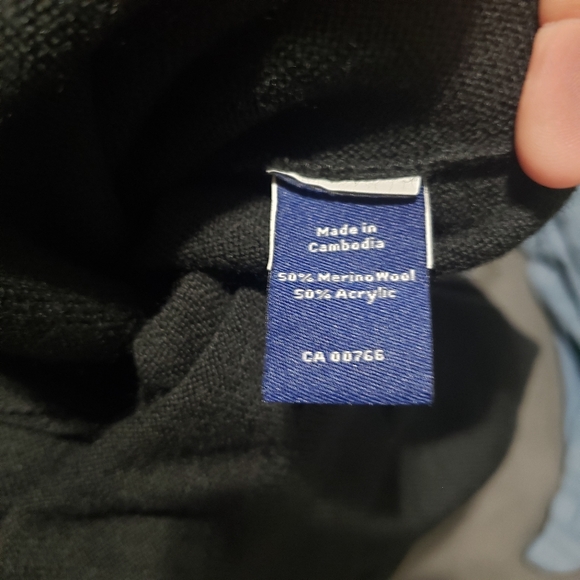 Made in
Cambodia
50% Merino Wool
50% Acrylic
CA 00766